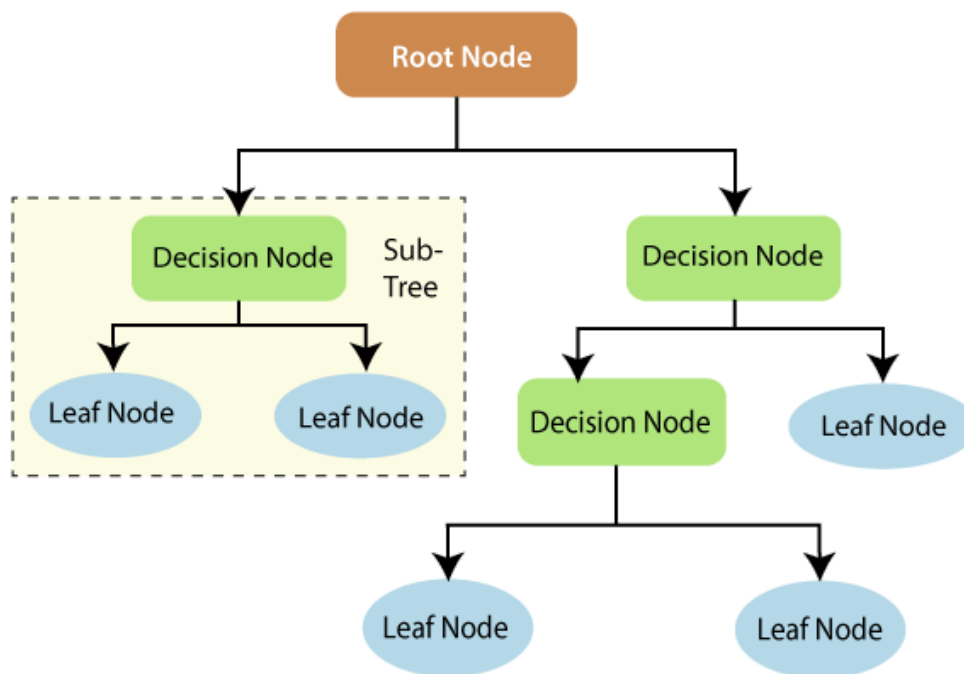 Root Node
Decision Node
Sub-
Tree
Decision Node
Leaf Node
Leaf Node
Decision Node
Leaf Node
Leaf Node
Leaf Node